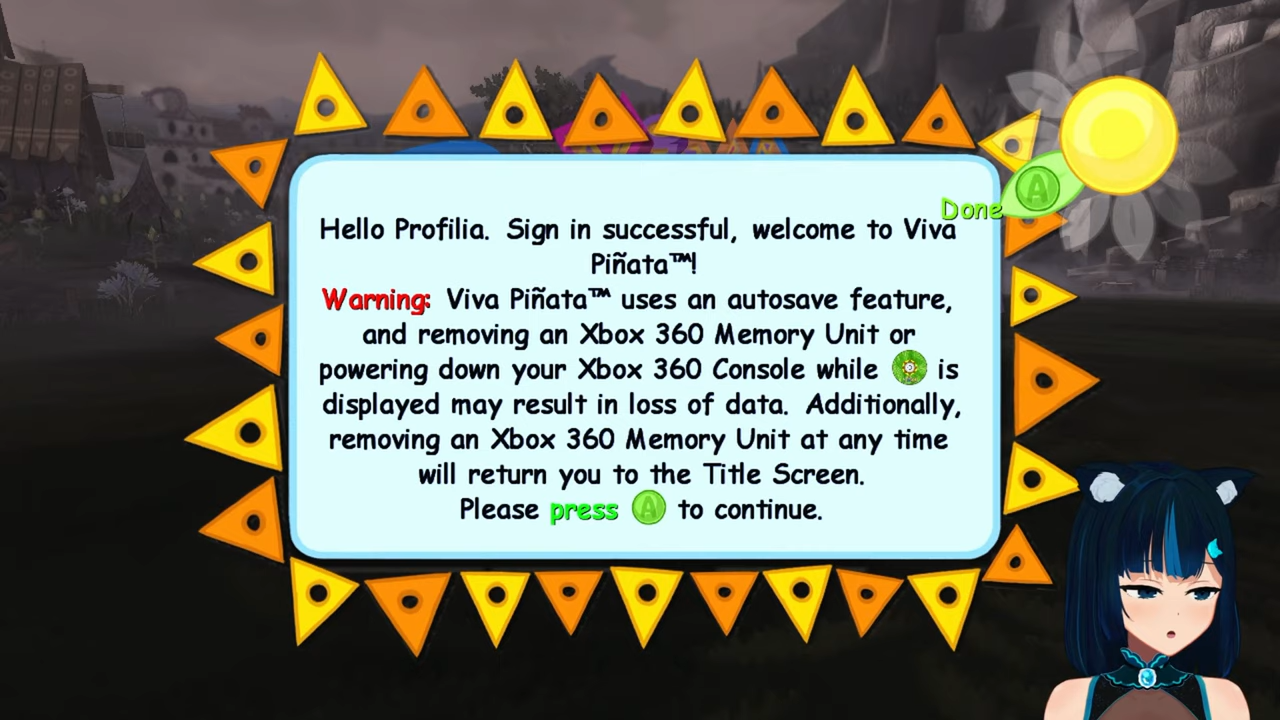 Done A
Hello Profilia. Sign in successful, welcome to Viva
Piñata™!
Warning: Viva Piñata™ uses an autosave feature,
and removing an Xbox 360 Memory Unit or
powering down your Xbox 360 Console while is
displayed may result in loss of data. Additionally,
removing an Xbox 360 Memory Unit at any time
will return you to the Title Screen.
Please press A to continue.